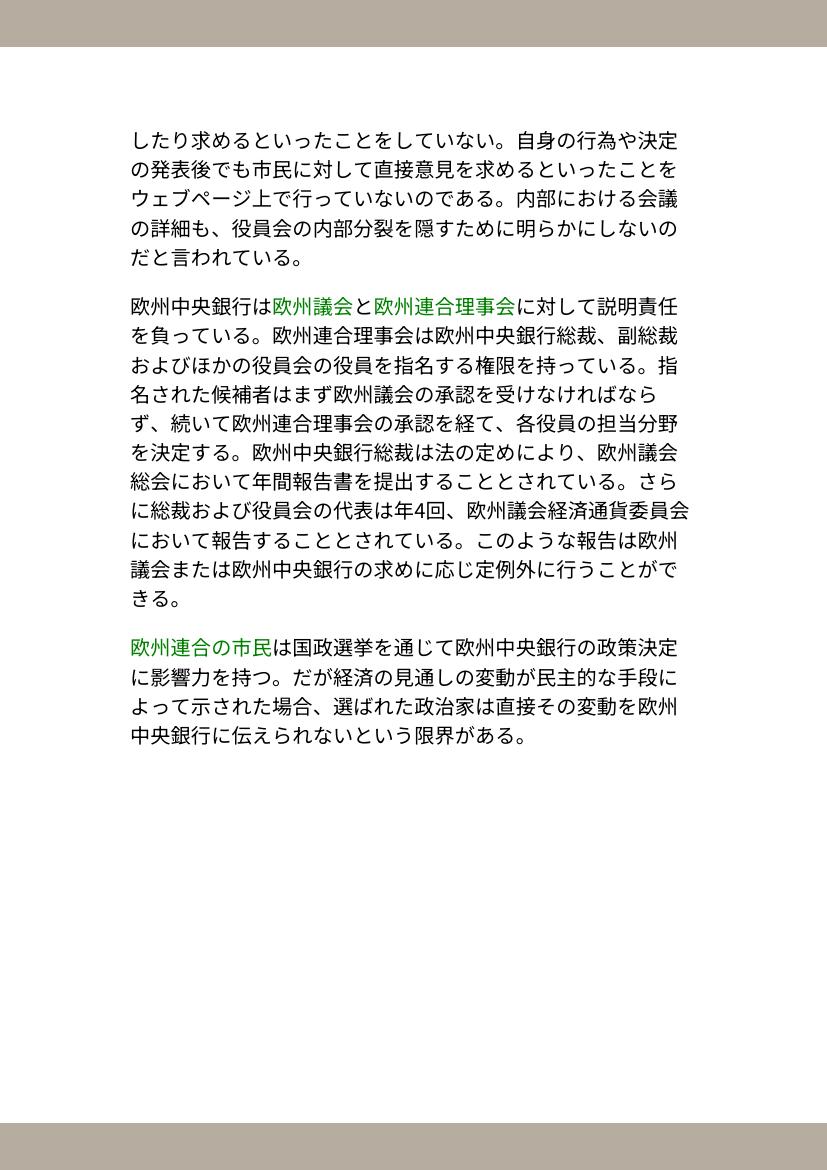 したり求めるといったことをしていない。自身の行為や決定
の発表後でも市民に対して直接意見を求めるといったことを
ウェブページ上で行っていないのである。内部における会議
の詳細も、役員会の内部分裂を隠すために明らかにしないの
だと言われている。
欧州中央銀行は欧州議会と欧州連合理事会に対して説明責任
を負っている。欧州連合理事会は欧州中央銀行総裁、副総裁
およびほかの役員会の役員を指名する権限を持っている。指
名された候補者はまず欧州議会の承認を受けなければなら
ず、続いて欧州連合理事会の承認を経て、各役員の担当分野
を決定する。欧州中央銀行総裁は法の定めにより、欧州議会
総会において年間報告書を提出することとされている。さら
に総裁および役員会の代表は年4回、欧州議会経済通貨委員会
において報告することとされている。このような報告は欧州
議会または欧州中央銀行の求めに応じ定例外に行うことがで
きる。
欧州連合の市民は国政選挙を通じて欧州中央銀行の政策決定
に影響力を持つ。だが経済の見通しの変動が民主的な手段に
よって示された場合、選ばれた政治家は直接その変動を欧州
中央銀行に伝えられないという限界がある。